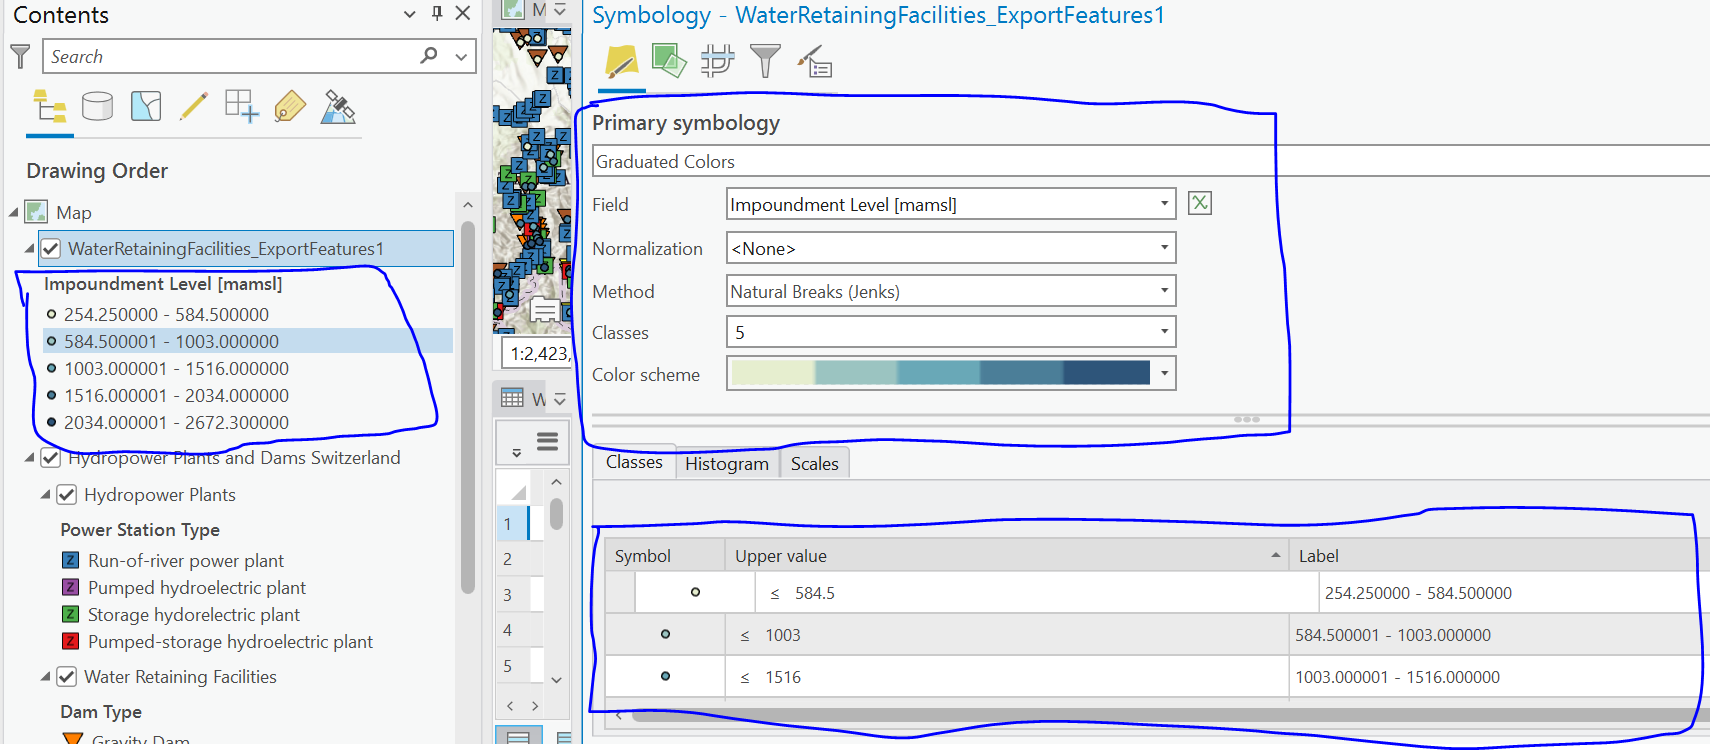 Contents
Search
Drawing Order
Map
WaterRetainingFacilities_ExportFeatures1
Impoundment Level [mamsl]
254.250000 - 584.500000
584.500001 - 1003.000000
1003.000001 - 1516.000000
1516.000001 - 2034.000000
2034.000001 - 2672.300000
Hydropower Plants and Dams Switzerland
Hydropower Plants
Power Station Type
Z Run-of-river power plant
Z Pumped hydroelectric plant
Z Storage hydorelectric plant
Z Pumped-storage hydroelectric plant
Water Retaining Facilities
Dam Type
Gravity Dam
M
1:2,423,
W
1
2
3
4
5
Symbology - WaterRetainingFacilities_ExportFeatures1
Primary symbology
Graduated Colors
Field Impoundment Level [mamsl]
Normalization <None>
Method Natural Breaks (Jenks)
Classes 5
Color scheme
Classes Histogram Scales
Symbol Upper value Label
≤ 584.5 254.250000 - 584.500000
≤ 1003 584.500001 - 1003.000000
≤ 1516 1003.000001 - 1516.000000